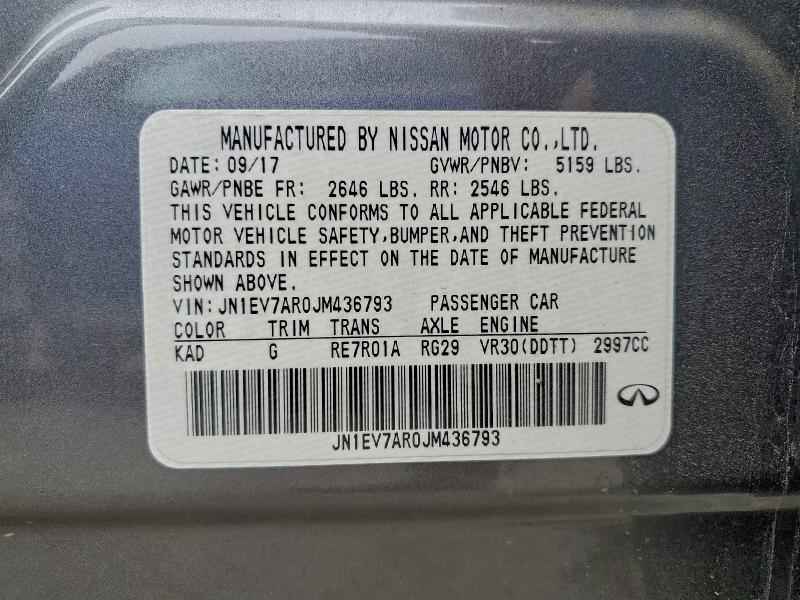 MANUFACTURED BY NISSAN MOTOR CO.,LTD.
DATE: 09/17 GVWR/PNBV: 5159 LBS.
GAWR/PNBE FR: 2646 LBS. RR: 2546 LBS.
THIS VEHICLE CONFORMS TO ALL APPLICABLE FEDERAL
MOTOR VEHICLE SAFETY,BUMPER,AND THEFT PREVENTION
STANDARDS IN EFFECT ON THE DATE OF MANUFACTURE
SHOWN ABOVE.
VIN: JN1EV7AR0JM436793 PASSENGER CAR
COLOR TRIM TRANS AXLE ENGINE
KAD G RE7R01A RG29 VR30(DDTT) 2997CC
JN1EV7AR0JM436793